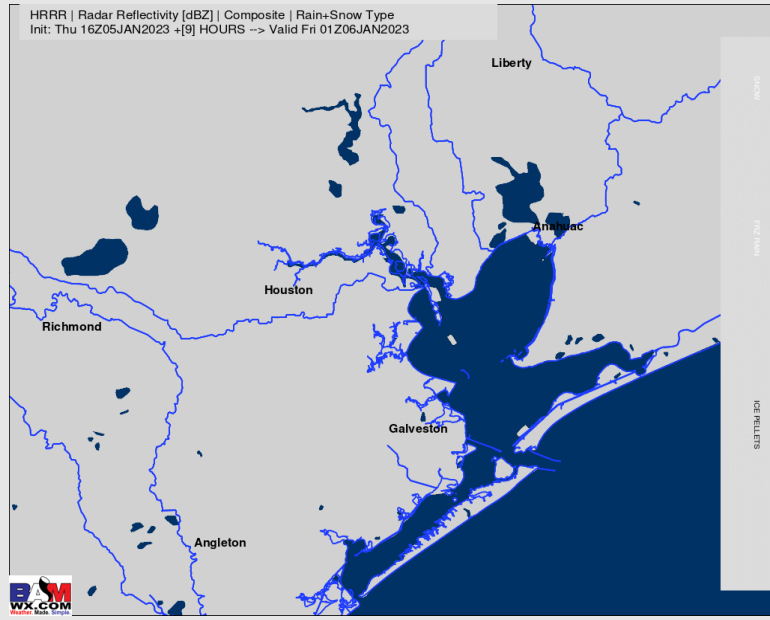 HRRR | Radar Reflectivity [dBZ] | Composite | Rain+Snow Type
Init: Thu 16Z05JAN2023 +[9] HOURS --> Valid Fri 01Z06JAN2023
Liberty
SNOW
Anahuac
FRZ RAIN
Houston
Richmond
Galveston
ICE PELLETS
Angleton
BAM
WX.COM
Weather. Made. Simple.